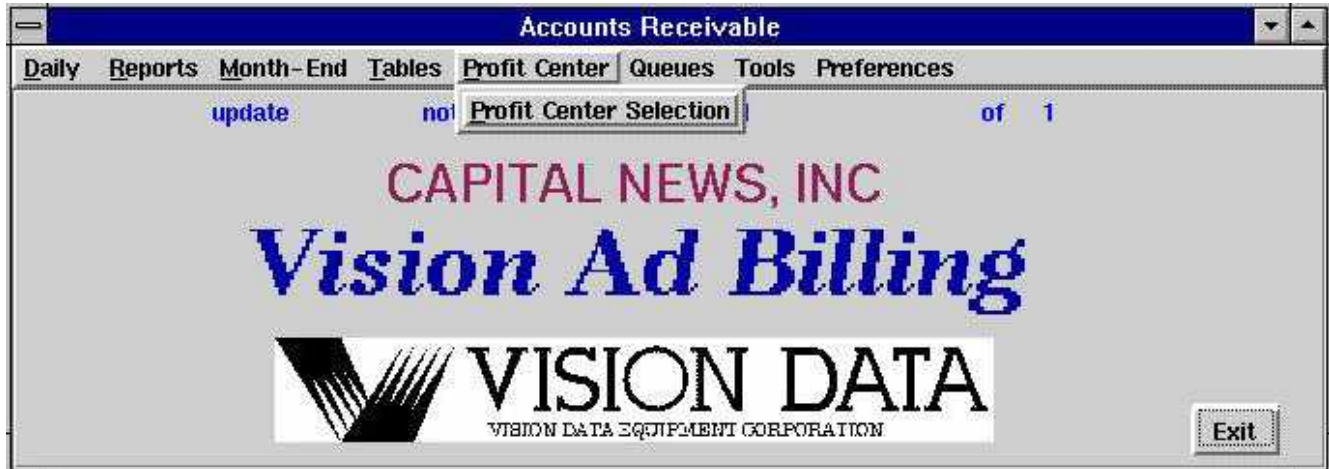 Accounts Receivable
Daily Reports Month-End Tables Profit Center Queues Tools Preferences
update Profit Center Selection of 1
CAPITAL NEWS, INC
Vision Ad Billing
VISION DATA
VISION DATA EQUIPMENT CORPORATION
Exit